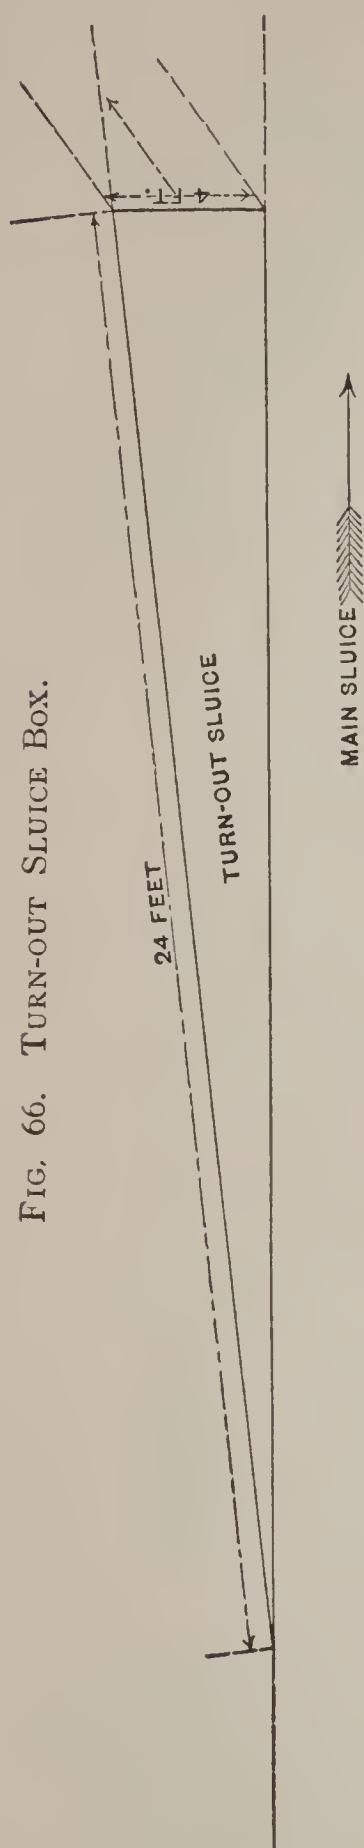 FIG. 66. TURN-OUT SLUICE BOX.
4 FT.
24 FEET
TURN-OUT SLUICE
MAIN SLUICE